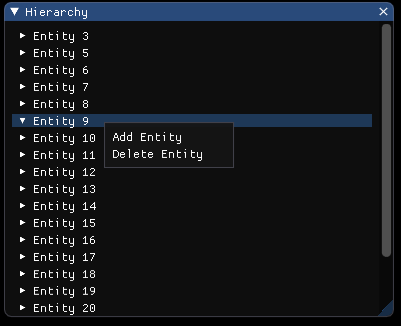 Hierarchy
Entity 3
Entity 5
Entity 6
Entity 7
Entity 8
Entity 9
Entity 10
Add Entity
Entity 11
Delete Entity
Entity 12
Entity 13
Entity 14
Entity 15
Entity 16
Entity 17
Entity 18
Entity 19
Entity 20